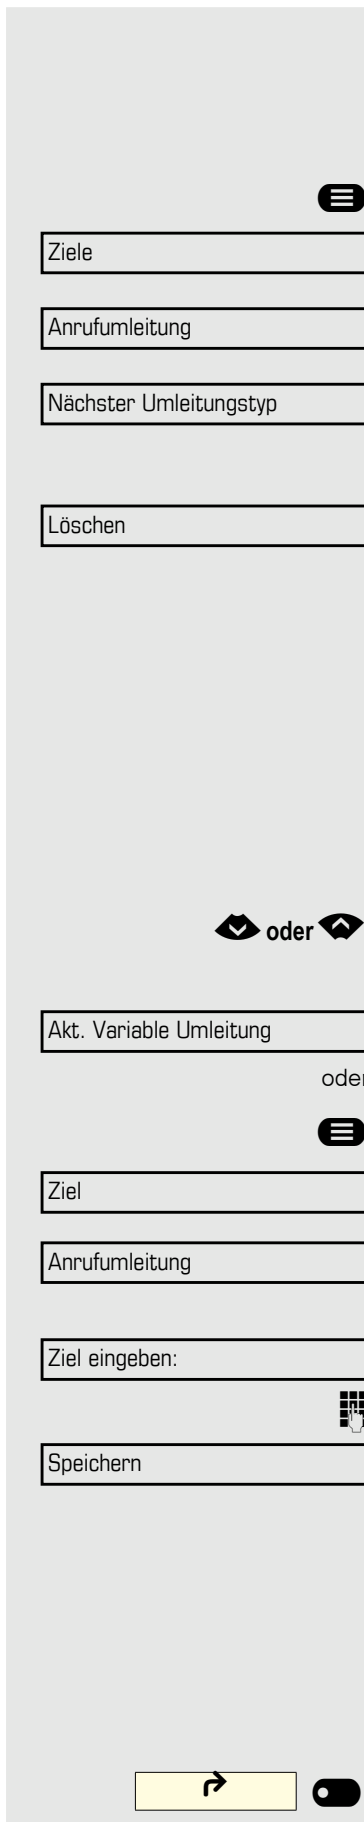 Ziele
Anrufumleitung
Nächster Umleitungstyp
Löschen
oder
Akt. Variable Umleitung
oder
Ziel
Anrufumleitung
Ziel eingeben:
Speichern